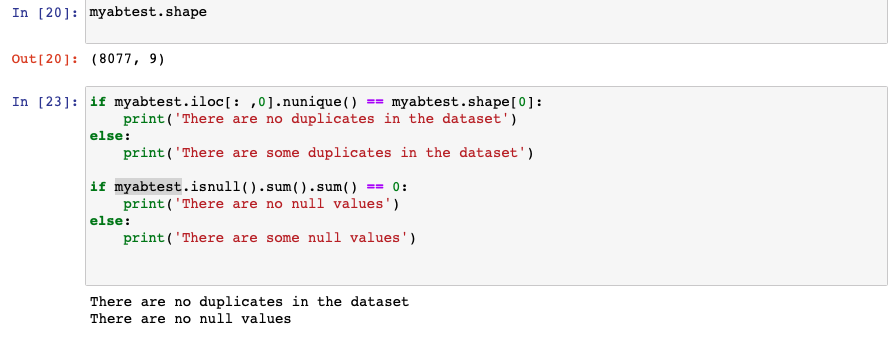 In [20]: myabtest.shape
Out[20]: (8077, 9)
In [23]: if myabtest.iloc[: ,0].nunique() == myabtest.shape[0]:
    print('There are no duplicates in the dataset')
else:
    print('There are some duplicates in the dataset')

if myabtest.isnull().sum().sum() == 0:
    print('There are no null values')
else:
    print('There are some null values')
There are no duplicates in the dataset
There are no null values